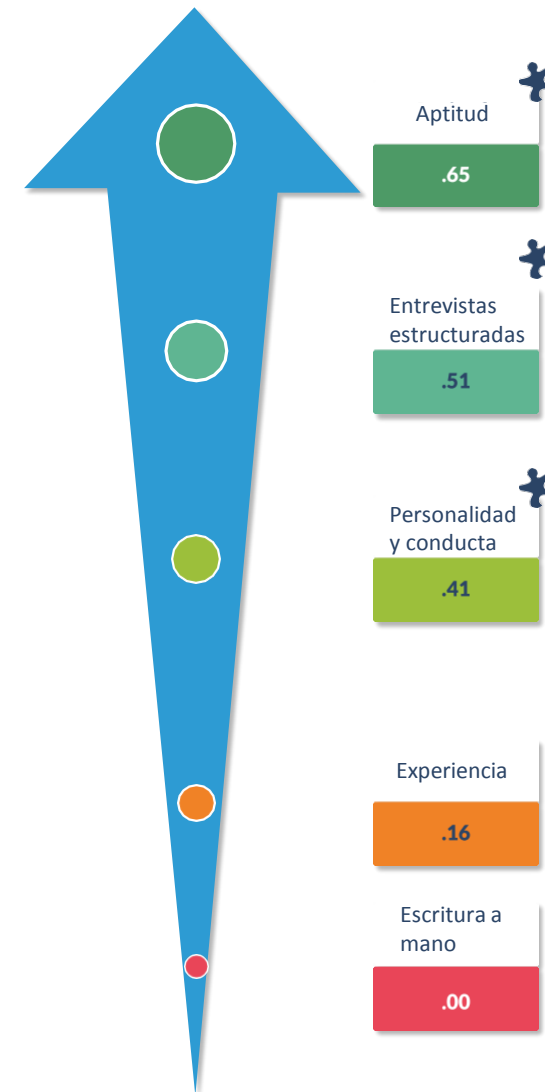 Aptitud
.65
Entrevistas
estructuradas
.51
Personalidad
y conducta
.41
Experiencia
.16
Escritura a
mano
.00